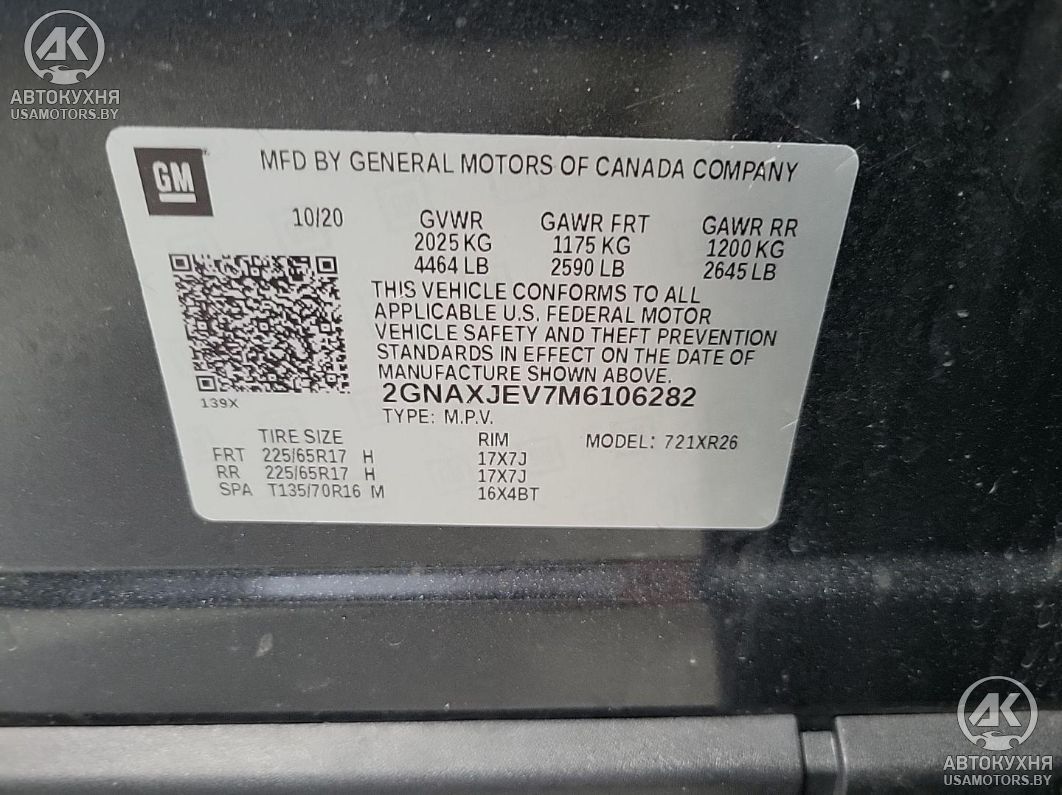 AK
АВТОКУХНЯ
USAMOTORS.BY
GM
MFD BY GENERAL MOTORS OF CANADA COMPANY
10/20 GVWR GAWR FRT GAWR RR
2025 KG 1175 KG 1200 KG
4464 LB 2590 LB 2645 LB
THIS VEHICLE CONFORMS TO ALL
APPLICABLE U.S. FEDERAL MOTOR
VEHICLE SAFETY AND THEFT PREVENTION
STANDARDS IN EFFECT ON THE DATE OF
MANUFACTURE SHOWN ABOVE.
2GNAXJEV7M6106282
139X
TYPE: M.P.V.
TIRE SIZE RIM MODEL: 721XR26
FRT 225/65R17 H 17X7J
RR 225/65R17 H 17X7J
SPA T135/70R16 M 16X4BT
AK
АВТОКУХНЯ
USAMOTORS.BY